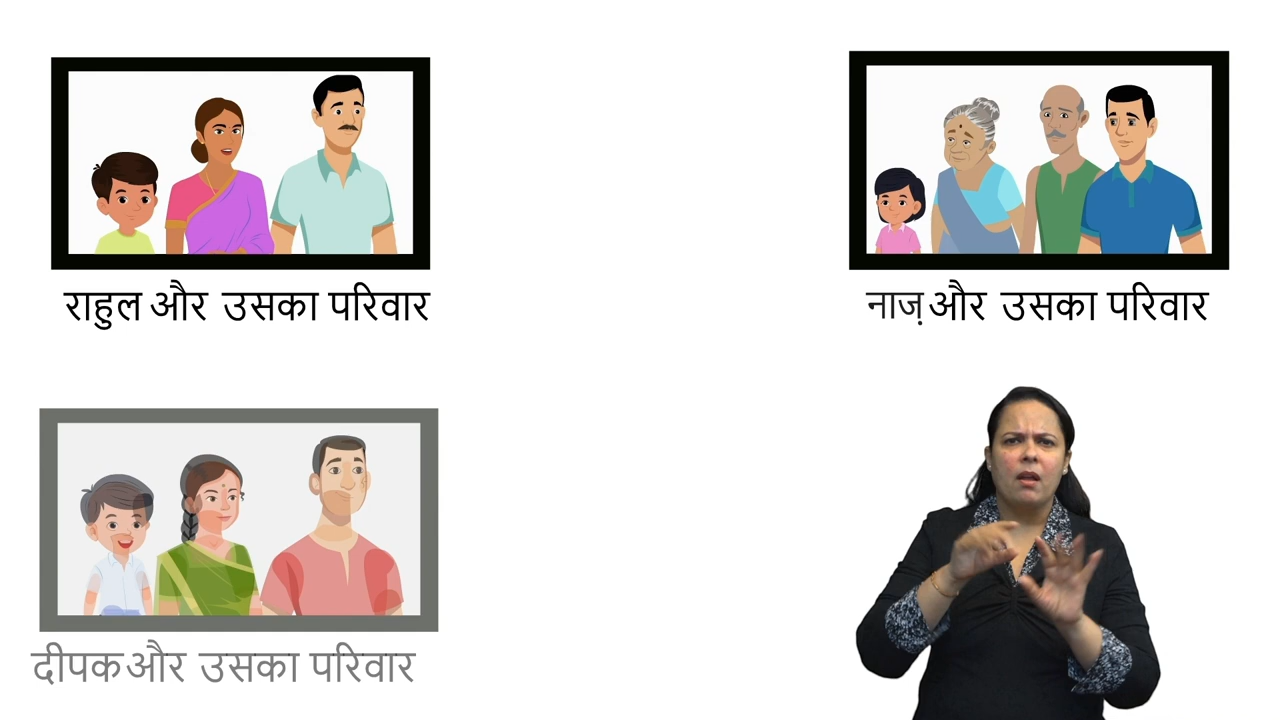 राहुल और उसका परिवार
नाज़ और उसका परिवार
दीपक और उसका परिवार